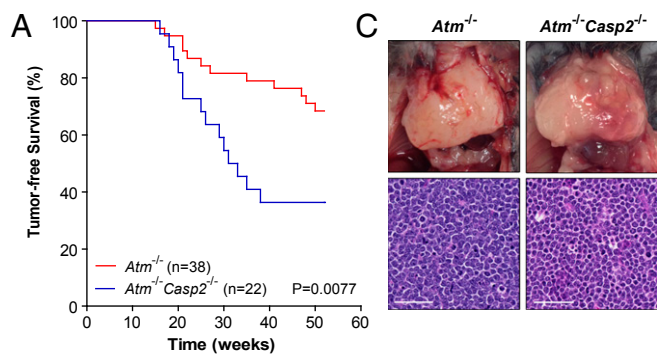 A
Tumor-free Survival (%)
100
80
60
40
20
0
Atm-/- (n=38)
Atm-/-Casp2-/- (n=22) P=0.0077
0 10 20 30 40 50 60
Time (weeks)
C
Atm-/- Atm-/-Casp2-/-